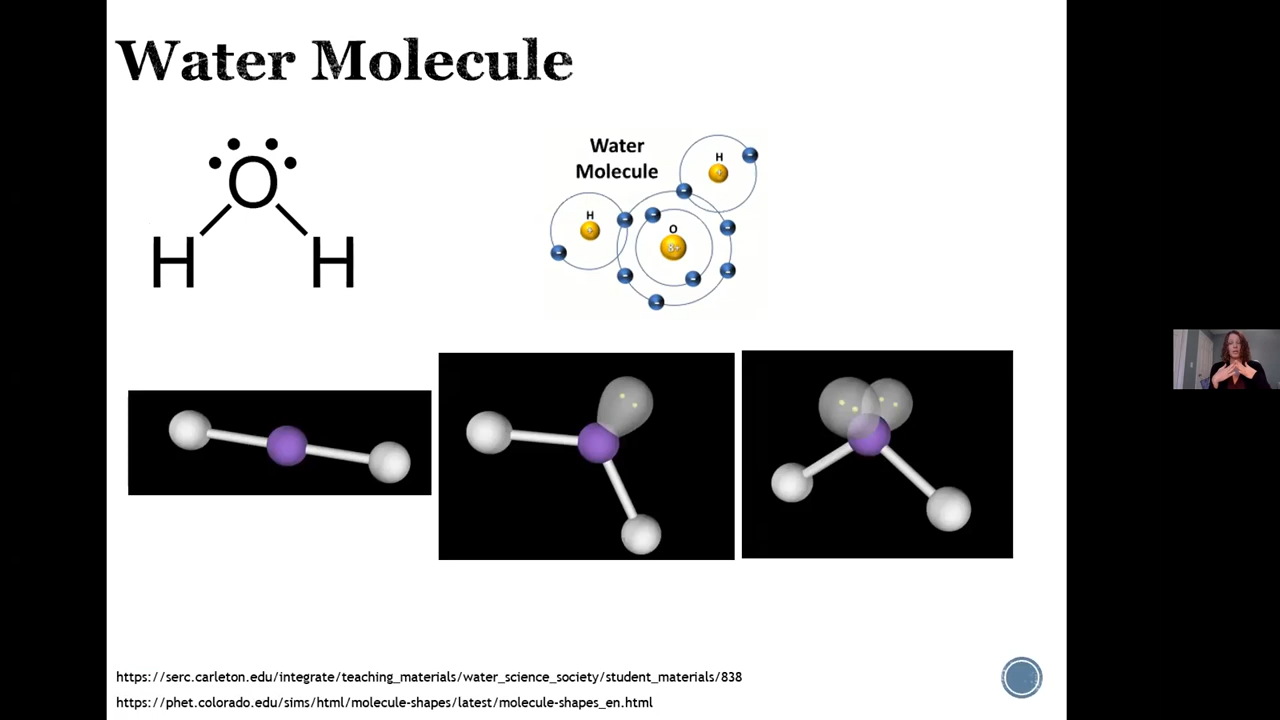 Water Molecule
O
H H
Water
Molecule
H
H
O
8+
https://serc.carleton.edu/integrate/teaching_materials/water_science_society/student_materials/838
https://phet.colorado.edu/sims/html/molecule-shapes/latest/molecule-shapes_en.html